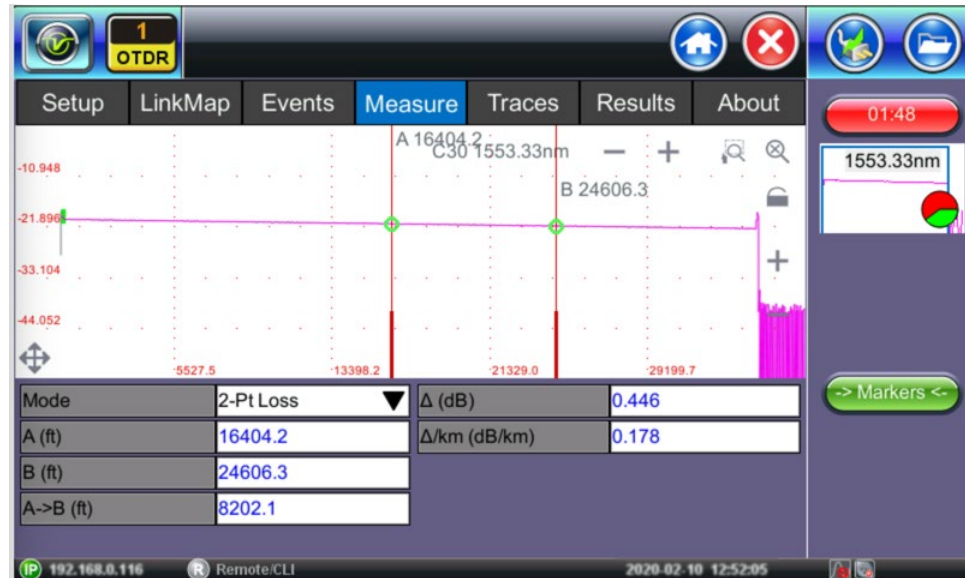 1
OTDR
Setup LinkMap Events Measure Traces Results About
01:48
A 16404.2
C30 1553.33nm
B 24606.3
1553.33nm
-10.948
-21.896
-33.104
-44.052
5527.5 13398.2 21329.0 29199.7
Mode 2-Pt Loss Δ (dB) 0.446
A (ft) 16404.2 Δ/km (dB/km) 0.178
B (ft) 24606.3
A->B (ft) 8202.1
-> Markers <-
IP 192.168.0.116 R Remote/CLI 2020-02-10 12:52:05